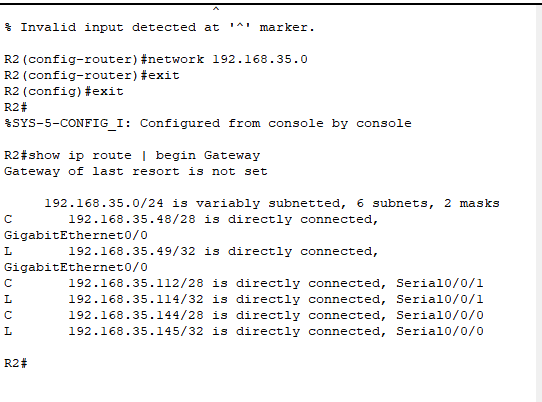 ^
% Invalid input detected at '^' marker.
R2(config-router)#network 192.168.35.0
R2(config-router)#exit
R2(config)#exit
R2#
%SYS-5-CONFIG_I: Configured from console by console
R2#show ip route | begin Gateway
Gateway of last resort is not set
192.168.35.0/24 is variably subnetted, 6 subnets, 2 masks
C 192.168.35.48/28 is directly connected,
GigabitEthernet0/0
L 192.168.35.49/32 is directly connected,
GigabitEthernet0/0
C 192.168.35.112/28 is directly connected, Serial0/0/1
L 192.168.35.114/32 is directly connected, Serial0/0/1
C 192.168.35.144/28 is directly connected, Serial0/0/0
L 192.168.35.145/32 is directly connected, Serial0/0/0
R2#